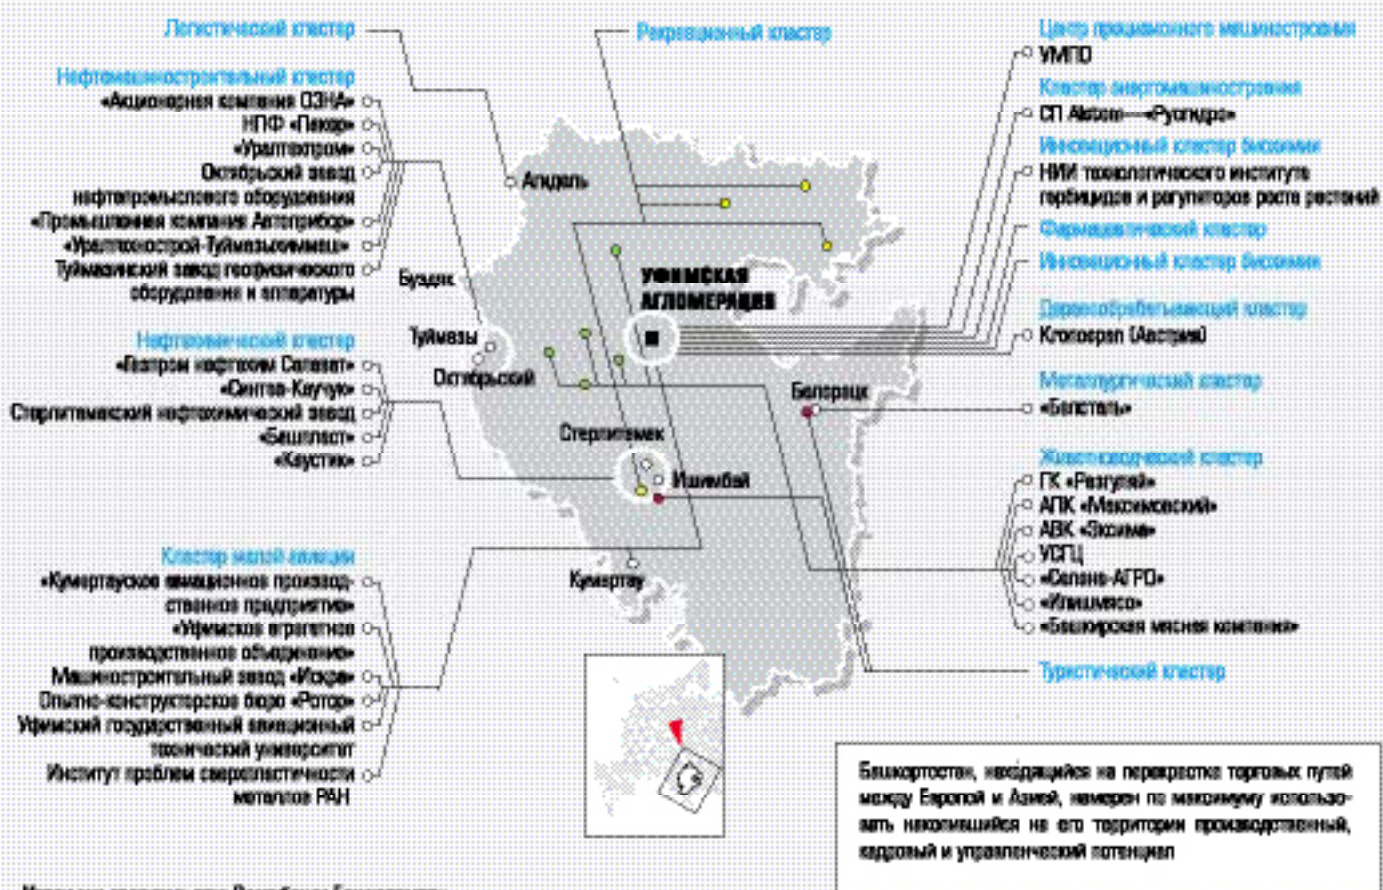 Логистический кластер
Нефтемашиностроительный кластер
«Акционерная компания ОЗНА»
НПФ «Пакер»
«Уралтехпром»
Октябрьский завод
нефтепромыслового оборудования
«Промышленная компания Автоприбор»
«Уралтехнострой-Туймазыхиммаш»
Туймазинский завод геофизического
оборудования и аппаратуры
Нефтехимический кластер
«Газпром нефтехим Салават»
«Синтез-Каучук»
Стерлитамакский нефтехимический завод
«Башпласт»
«Каустик»
Кластер малой авиации
«Кумертауское авиационное производ-
ственное предприятие»
«Уфимское агрегатное
производственное объединение»
Машиностроительный завод «Искра»
Опытно-конструкторское бюро «Ротор»
Уфимский государственный авиационный
технический университет
Институт проблем сверхпластичности
металлов РАН
Рекреационный кластер
Агидель
Буздяк
Туймазы
Октябрьский
УФИМСКАЯ
АГЛОМЕРАЦИЯ
Белорецк
Стерлитамак
Ишимбай
Кумертау
Центр прецизионного машиностроения
УМПО
Кластер энергомашиностроения
СП Alstom—«Русгидро»
Инновационный кластер биохимии
НИИ технологического института
гербицидов и регуляторов роста растений
Фармацевтический кластер
Инновационный кластер биохимии
Деревообрабатывающий кластер
Кроноспан (Австрия)
Металлургический кластер
«Белсталь»
Животноводческий кластер
ГК «Разгуляй»
АПК «Максимовский»
АВК «Эксима»
УСГЦ
«Селена-АГРО»
«Илишмясо»
«Башкирская мясная компания»
Туристический кластер
Башкортостан, находящийся на перекрестке торговых путей
между Европой и Азией, намерен по максимуму использо-
вать накопившийся на его территории производственный,
кадровый и управленческий потенциал